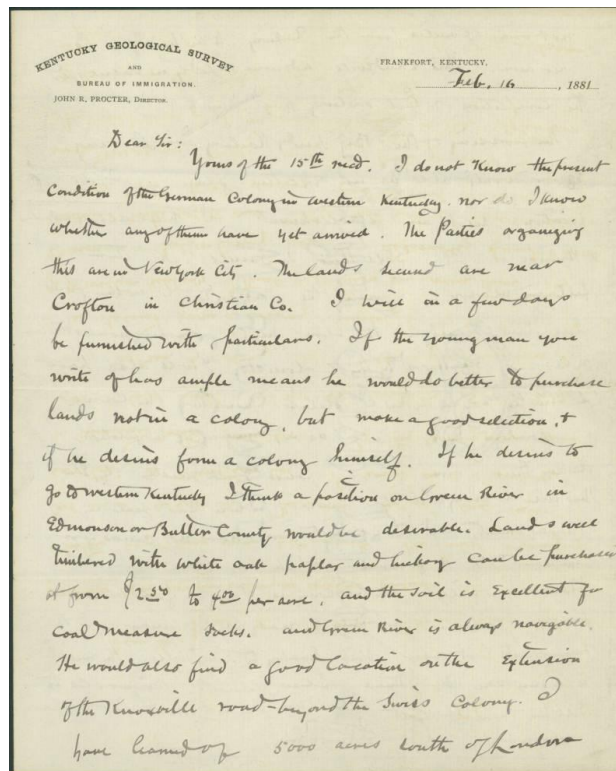 KENTUCKY GEOLOGICAL SURVEY
AND
BUREAU OF IMMIGRATION.
JOHN R. PROCTER, DIRECTOR.
FRANKFORT, KENTUCKY.
Feb. 16, 1881
Dear Sir:
Yours of the 15th recd. I do not Know the present
Condition of the German Colony in western Kentucky. nor do I know
whether any of them have yet arrived. The Parties organizing
this are in New York City. The lands secured are near
Crofton in Christian Co. I will in a few days
be furnished with particulars. If the young man you
write of has ample means he would do better to purchase
lands not in a colony, but make a good selection, &
if he desires form a colony himself. If he desires to
go to western Kentucky I think a position on Green River in
Edmonson or Butler County would be desirable. Lands well
timbered with white oak poplar and hickory can be purchased
at from $2.50 to 4.00 per acre. and the soil is Excellent for
Coal Measure and Green River is always navigable.
He would also find a good location on the Extension
of the Knoxville road - beyond the Swiss Colony. I
have learned of 5000 acres south of London